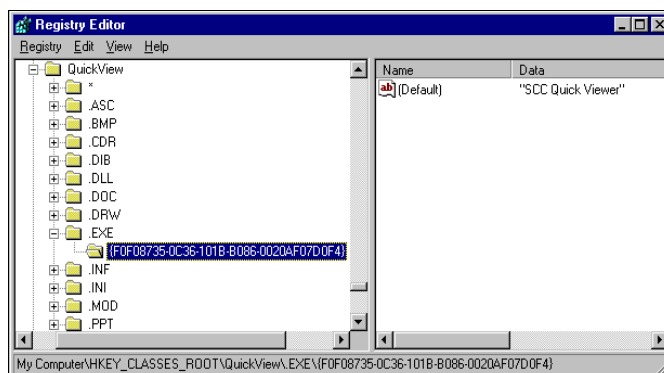 Registry Editor
Registry Edit View Help
QuickView
*
.ASC
.BMP
.CDR
.DIB
.DLL
.DOC
.DRW
.EXE
{F0F08735-0C36-101B-B086-0020AF07D0F4}
.INF
.INI
.MOD
.PPT
Name Data
ab (Default) "SCC Quick Viewer"
My Computer\HKEY_CLASSES_ROOT\QuickView\.EXE\{F0F08735-0C36-101B-B086-0020AF07D0F4}